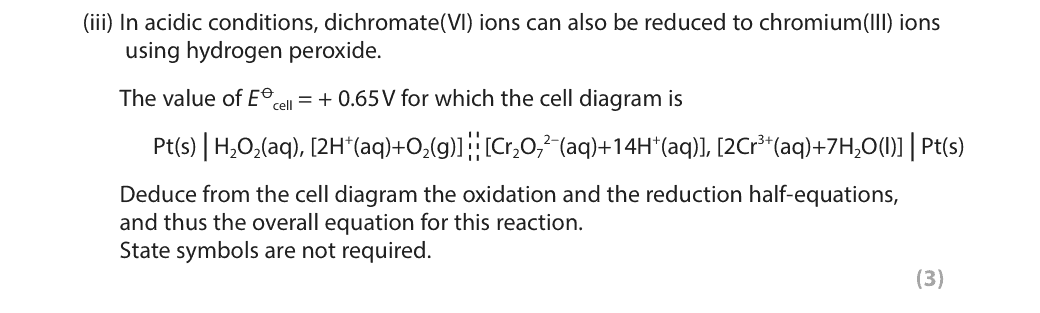 (iii) In acidic conditions, dichromate(VI) ions can also be reduced to chromium(III) ions
using hydrogen peroxide.
The value of E⦵cell = + 0.65 V for which the cell diagram is
Pt(s) | H₂O₂(aq), [2H⁺(aq)+O₂(g)] ¦¦ [Cr₂O₇²⁻(aq)+14H⁺(aq)], [2Cr³⁺(aq)+7H₂O(l)] | Pt(s)
Deduce from the cell diagram the oxidation and the reduction half-equations,
and thus the overall equation for this reaction.
State symbols are not required.
(3)